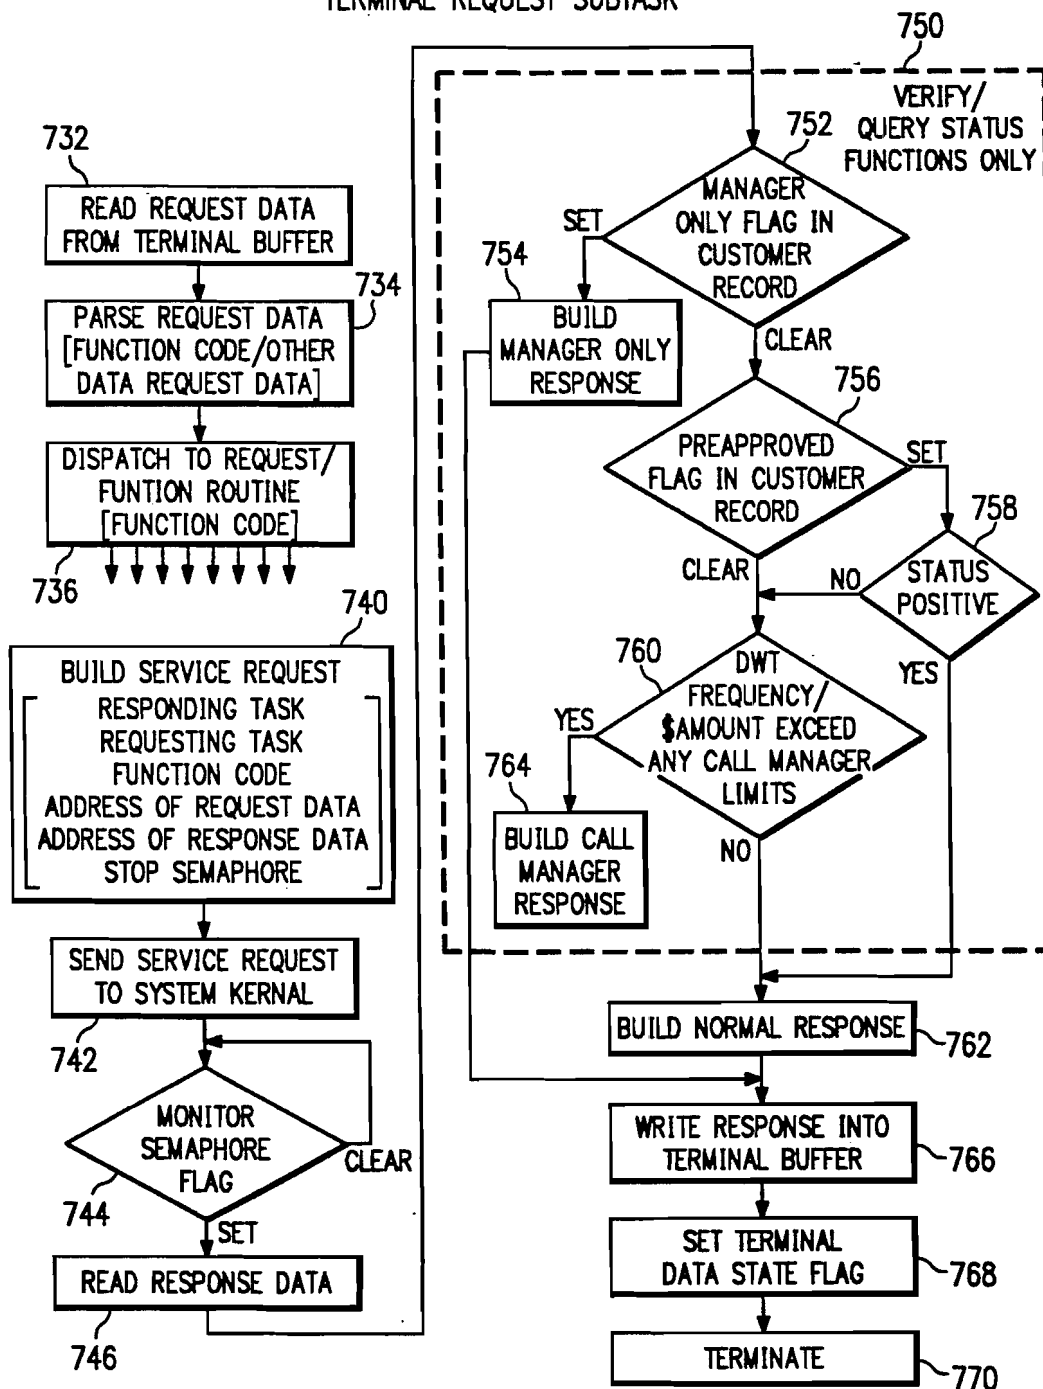 TERMINAL REQUEST SUBTASK
732
READ REQUEST DATA
FROM TERMINAL BUFFER
734
PARSE REQUEST DATA
[FUNCTION CODE/OTHER
DATA REQUEST DATA]
DISPATCH TO REQUEST/
FUNTION ROUTINE
[FUNCTION CODE]
736
740
BUILD SERVICE REQUEST
RESPONDING TASK
REQUESTING TASK
FUNCTION CODE
ADDRESS OF REQUEST DATA
ADDRESS OF RESPONSE DATA
STOP SEMAPHORE
SEND SERVICE REQUEST
TO SYSTEM KERNAL
742
MONITOR
SEMAPHORE
FLAG
CLEAR
744
SET
READ RESPONSE DATA
746
750
VERIFY/
QUERY STATUS
FUNCTIONS ONLY
752
MANAGER
ONLY FLAG IN
CUSTOMER
RECORD
SET
754
BUILD
MANAGER ONLY
RESPONSE
CLEAR
756
PREAPPROVED
FLAG IN CUSTOMER
RECORD
SET
758
STATUS
POSITIVE
CLEAR
NO
YES
760
DWT
FREQUENCY/
$AMOUNT EXCEED
ANY CALL MANAGER
LIMITS
YES
764
BUILD CALL
MANAGER
RESPONSE
NO
BUILD NORMAL RESPONSE
762
WRITE RESPONSE INTO
TERMINAL BUFFER
766
SET TERMINAL
DATA STATE FLAG
768
TERMINATE
770